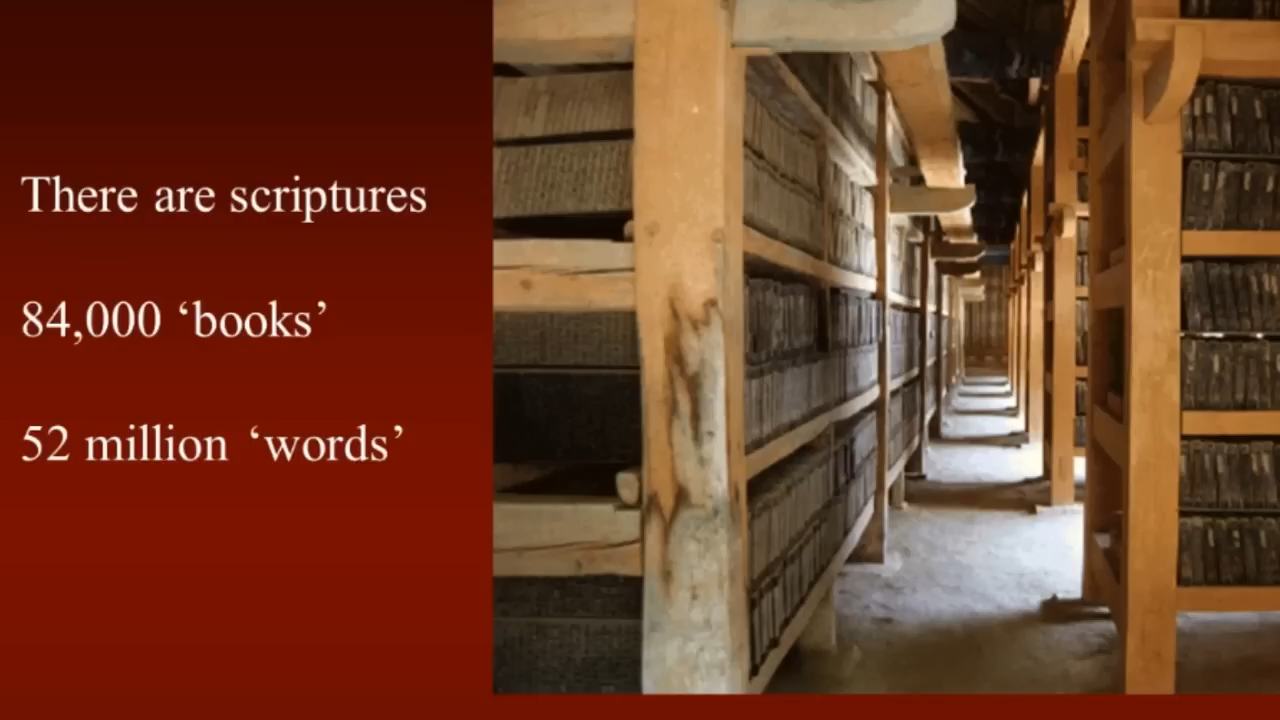 There are scriptures
84,000 ‘books’
52 million ‘words’